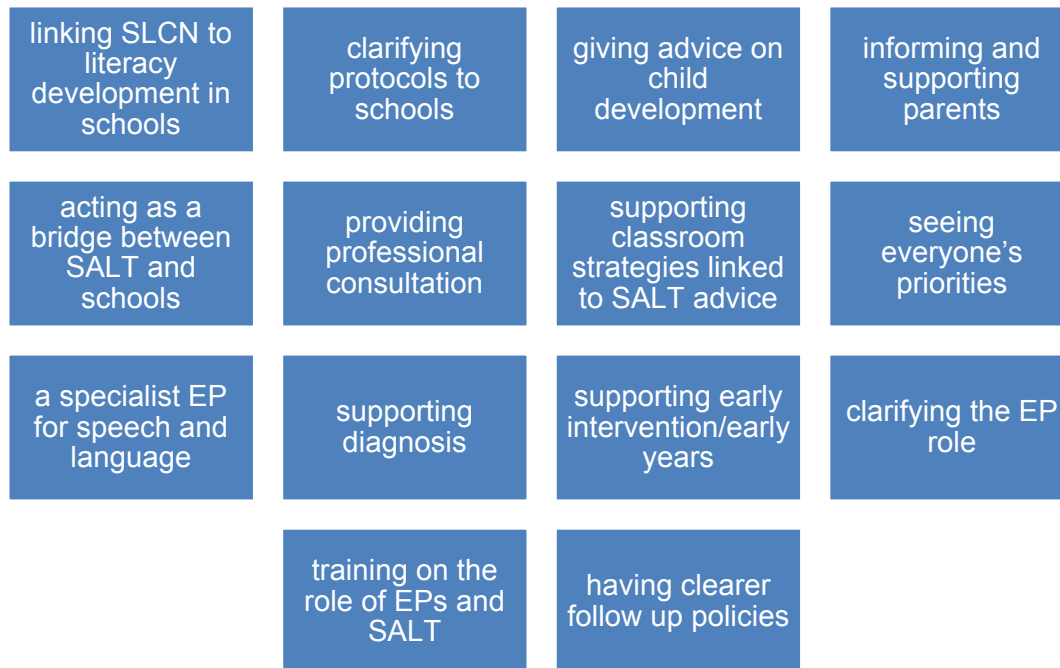 linking SLCN to
literacy
development in
schools
clarifying
protocols to
schools
giving advice on
child
development
informing and
supporting
parents
acting as a
bridge between
SALT and
schools
providing
professional
consultation
supporting
classroom
strategies linked
to SALT advice
seeing
everyone’s
priorities
a specialist EP
for speech and
language
supporting
diagnosis
supporting early
intervention/early
years
clarifying the EP
role
training on the
role of EPs and
SALT
having clearer
follow up policies